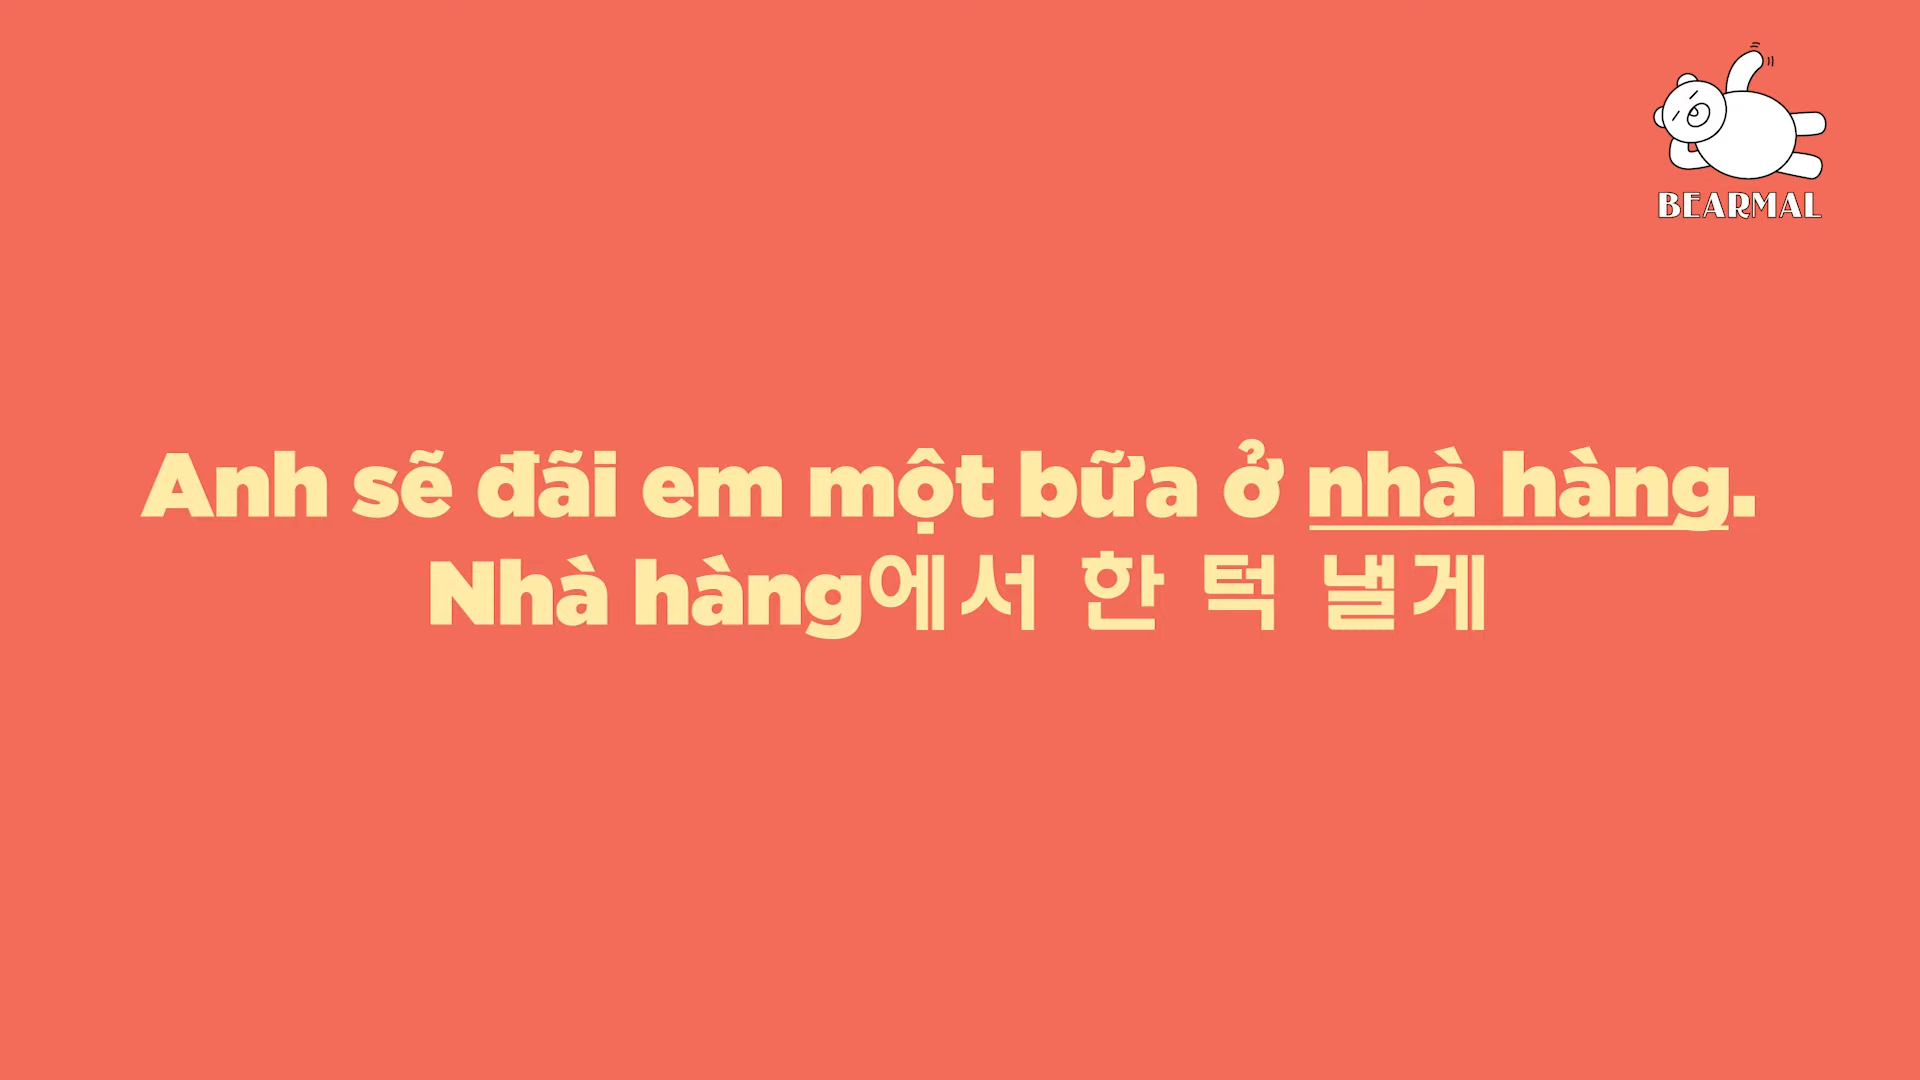 BEARMAL
Anh sẽ đãi em một bữa ở nhà hàng.
Nhà hàng에서 한 턱 낼게